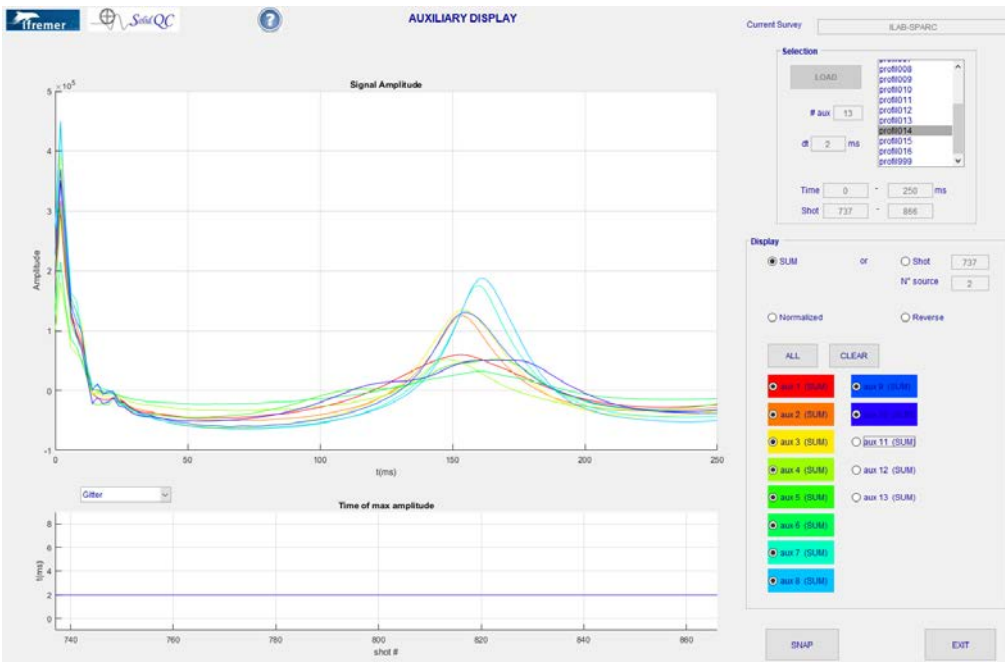 Ifremer
Solid QC
?
AUXILIARY DISPLAY
Current Survey
ILAB-SPARC
Selection
LOAD
profil008
profil009
profil010
profil011
profil012
profil013
profil014
profil015
profil016
profil999
# aux 13
dt 2 ms
Time 0 - 250 ms
Shot 737 - 866
Signal Amplitude
×10⁵
5
4
3
2
1
0
-1
Amplitude
0 50 100 150 200 250
t(ms)
Display
SUM or Shot 737
N° source 2
Normalized Reverse
ALL CLEAR
aux 1 (SUM)
aux 2 (SUM)
aux 3 (SUM)
aux 4 (SUM)
aux 5 (SUM)
aux 6 (SUM)
aux 7 (SUM)
aux 8 (SUM)
aux 9 (SUM)
aux 11 (SUM)
aux 12 (SUM)
aux 13 (SUM)
Gitter
Time of max amplitude
8
6
4
2
0
t(ms)
740 760 780 800 820 840 860
shot #
SNAP EXIT